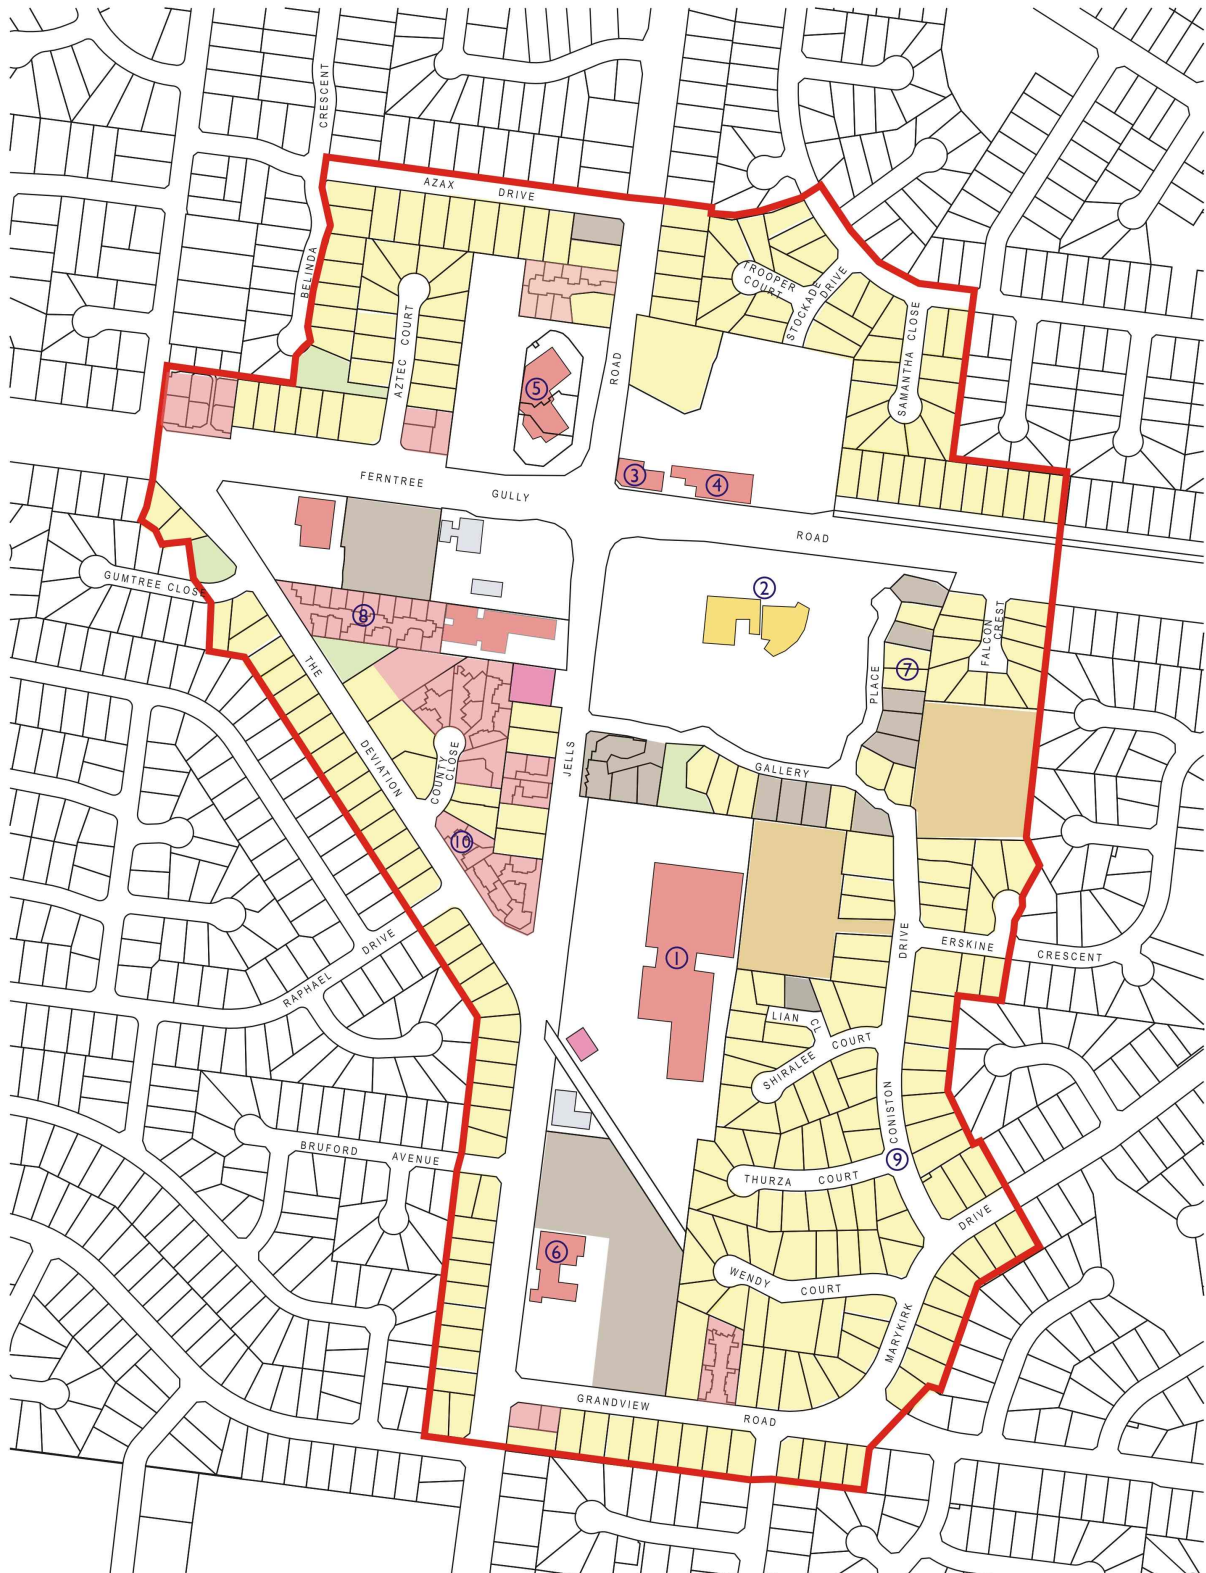 CRESCENT
AZAX DRIVE
BELINDA
TROOPER
COURT
STOCKADE
DRIVE
SAMANTHA CLOSE
AZTEC COURT
ROAD
5
3
4
FERNTREE GULLY
ROAD
GUMTREE CLOSE
2
8
FALCON
CREST
7
PLACE
THE
DEVIATION
COUNTY
CLOSE
JELLS
GALLERY
10
1
DRIVE
ERSKINE
CRESCENT
RAPHAEL DRIVE
LIAN CL
SHIRALEE COURT
CONISTON
BRUFORD AVENUE
9
THURZA COURT
DRIVE
6
WENDY COURT
MARYKIRK
GRANDVIEW
ROAD